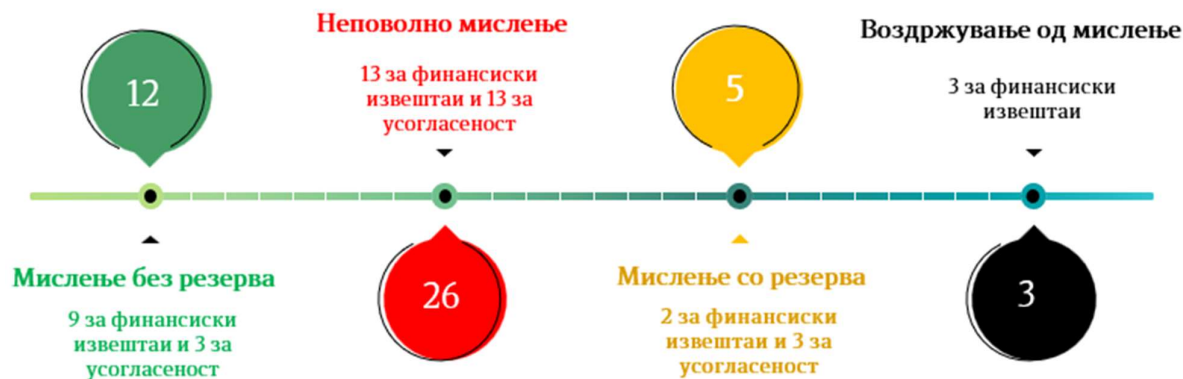 12
Мислење без резерва
9 за финансиски
извештаи и 3 за
усогласеност
Неповолно мислење
13 за финансиски
извештаи и 13 за
усогласеност
26
5
Мислење со резерва
2 за финансиски
извештаи и 3 за
усогласеност
Воздржување од мислење
3 за финансиски
извештаи
3